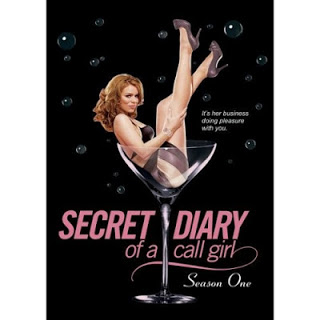 It's her business
doing pleasure
with you.
SECRET DIARY
of a call girl
Season One